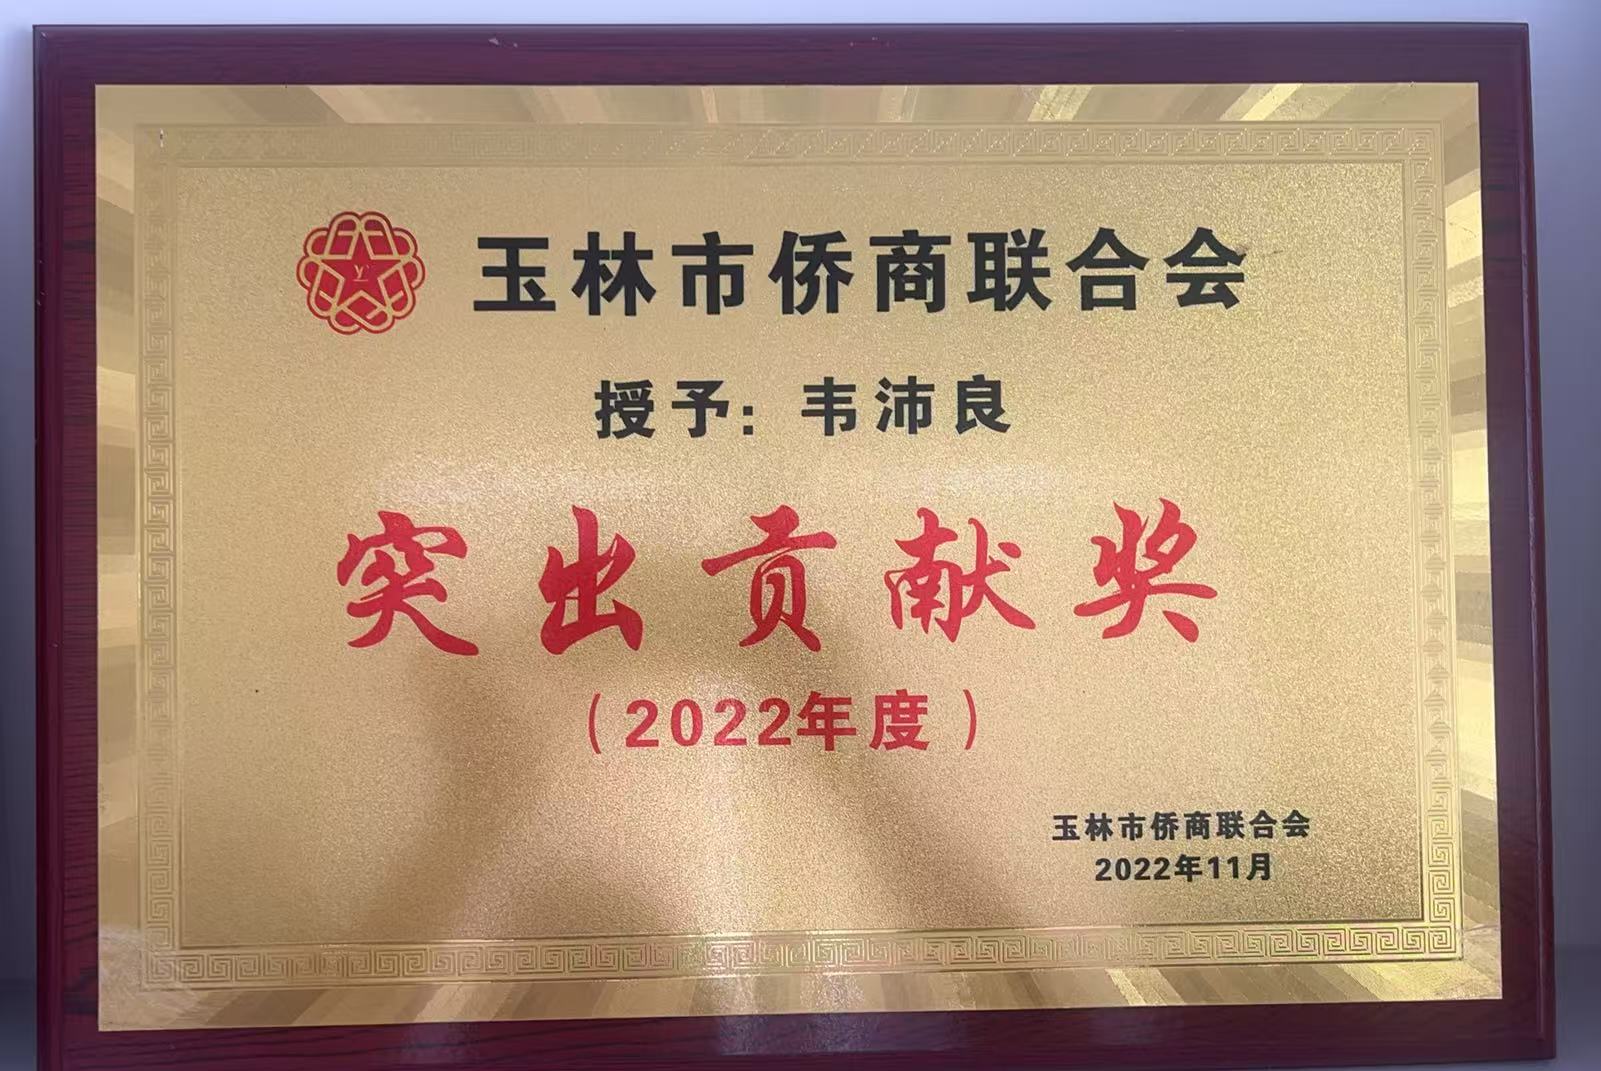 玉林市侨商联合会
授予：韦沛良
突出贡献奖
（2022年度）
玉林市侨商联合会
2022年11月